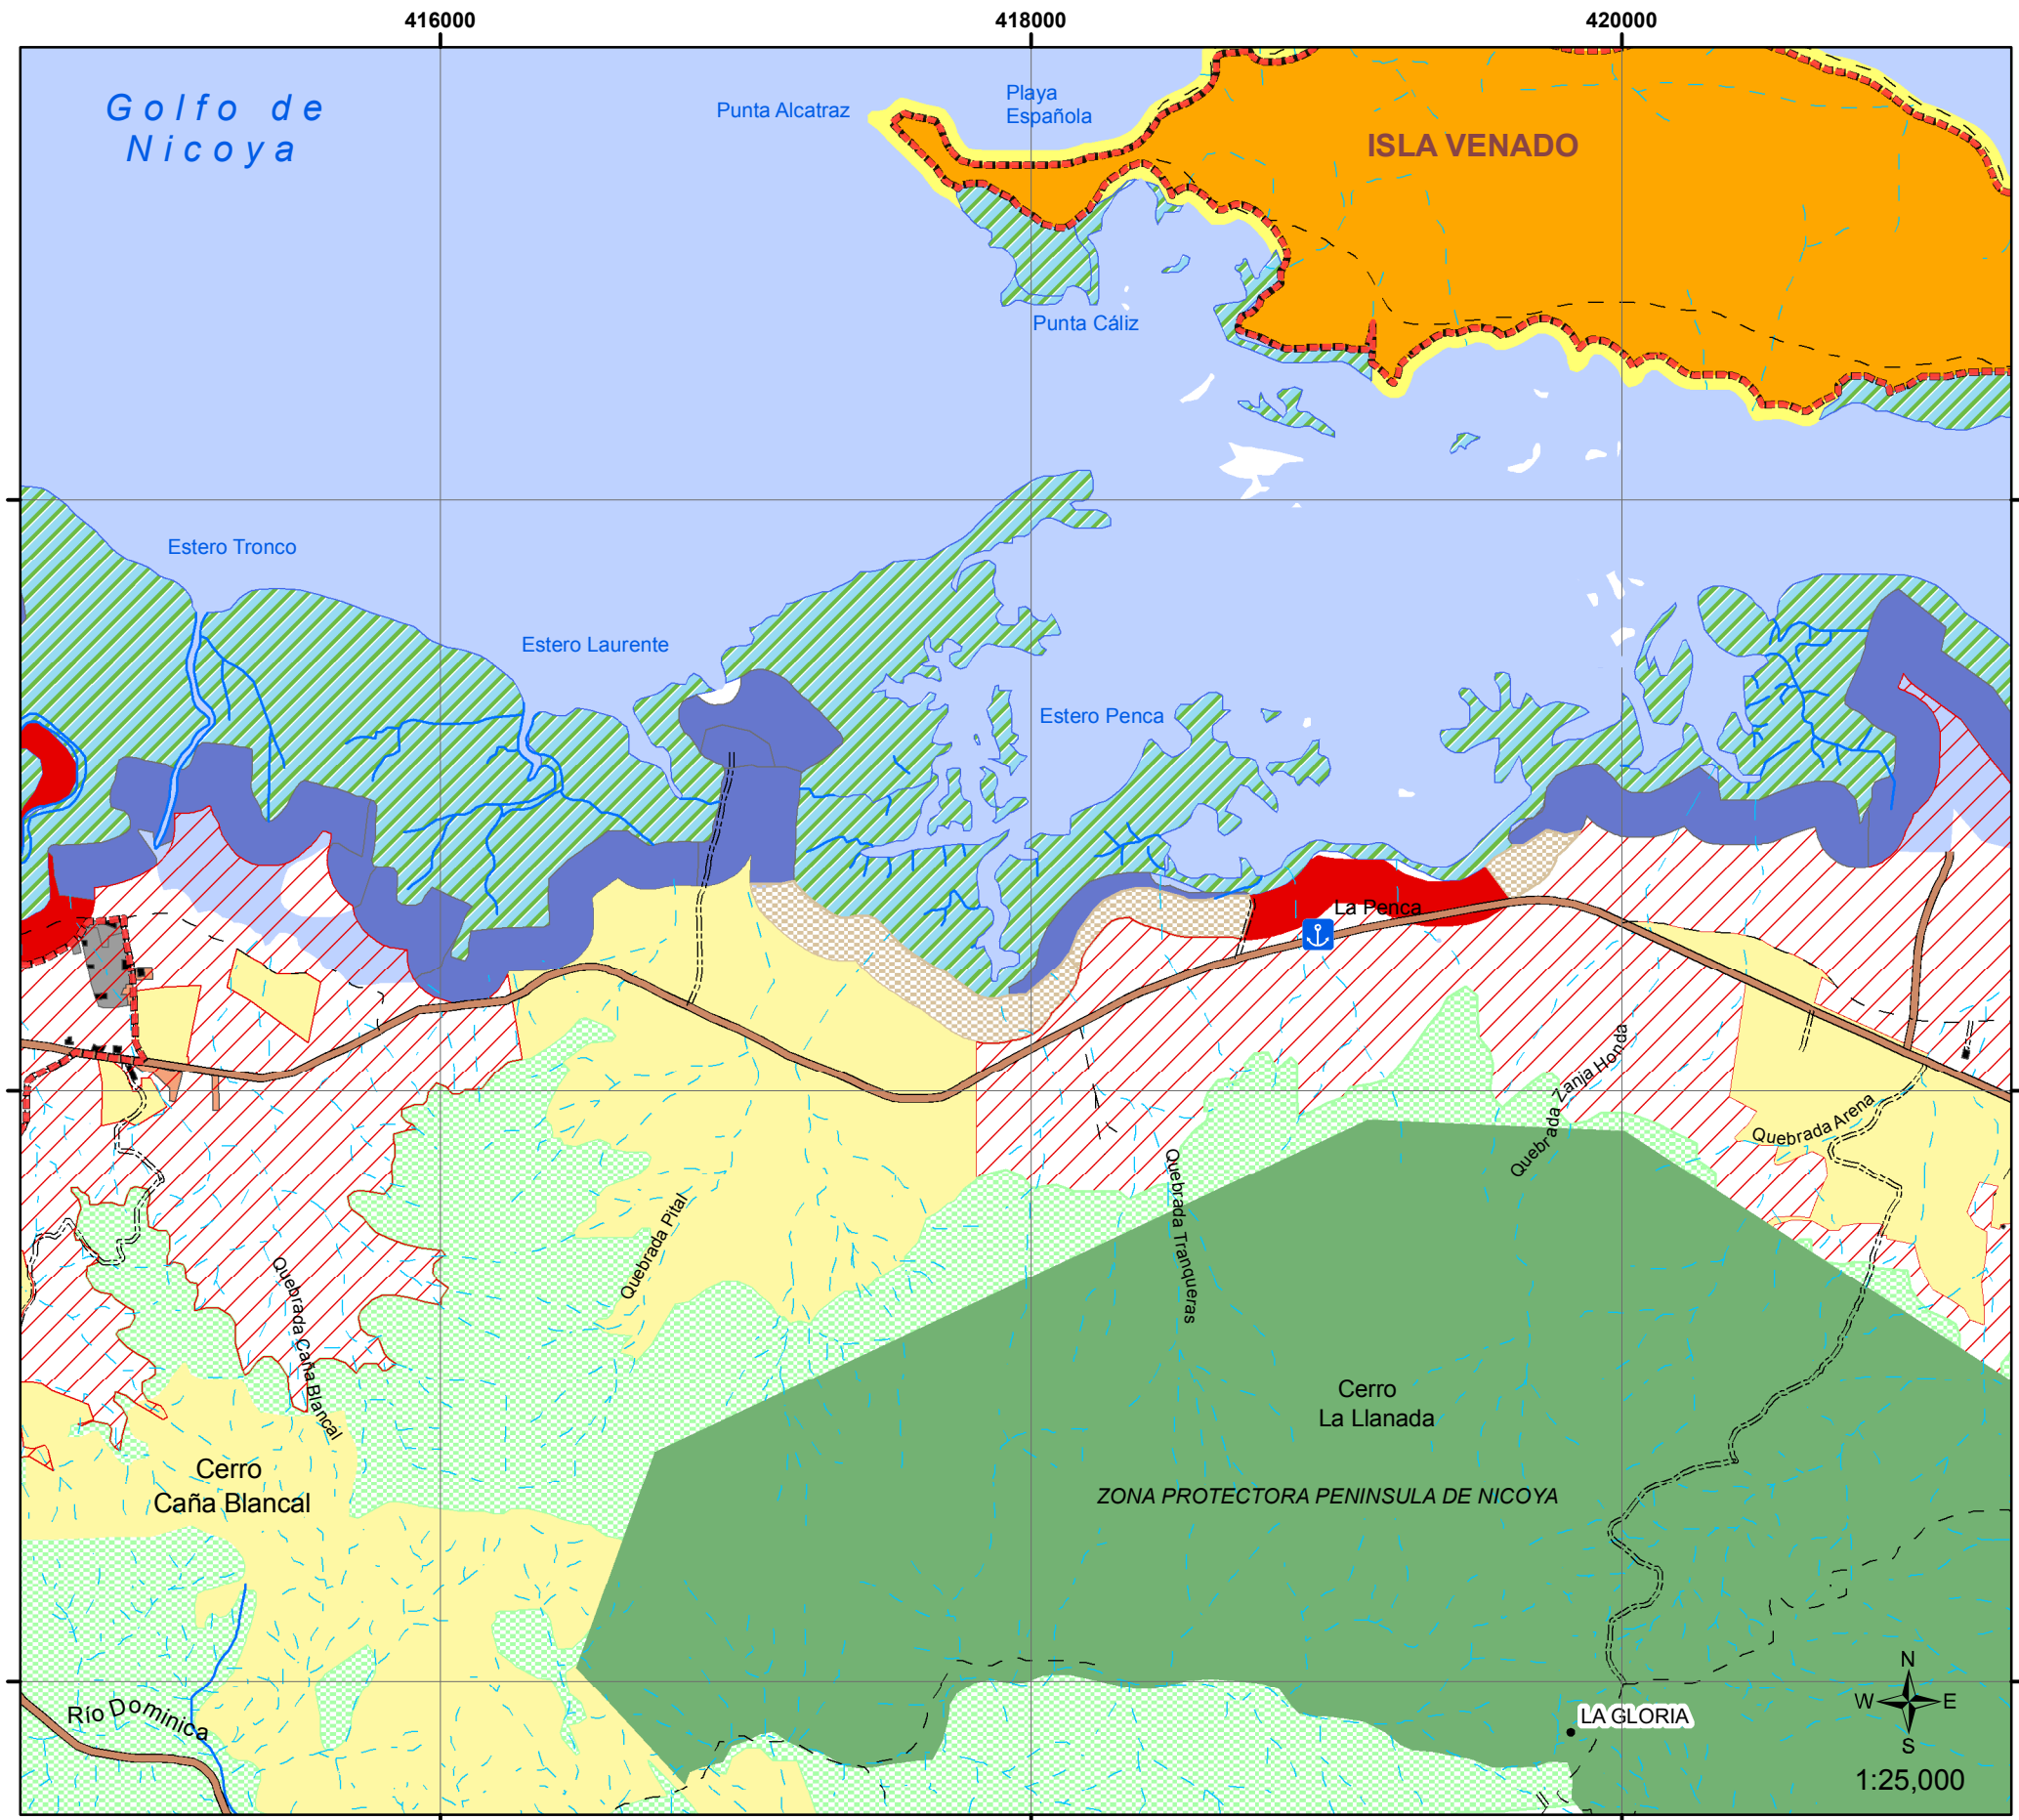 416000
418000
420000
Golfo de
Nicoya
Punta Alcatraz
Playa
Española
ISLA VENADO
Punta Cáliz
Estero Tronco
Estero Laurente
Estero Penca
La Penca
Quebrada Zanja Honda
Quebrada Arena
Quebrada Tranqueras
Quebrada Pital
Quebrada Caña Blancal
Cerro
La Llanada
Cerro
Caña Blancal
ZONA PROTECTORA PENINSULA DE NICOYA
Río Dominica
LA GLORIA
N
W
E
S
1:25,000